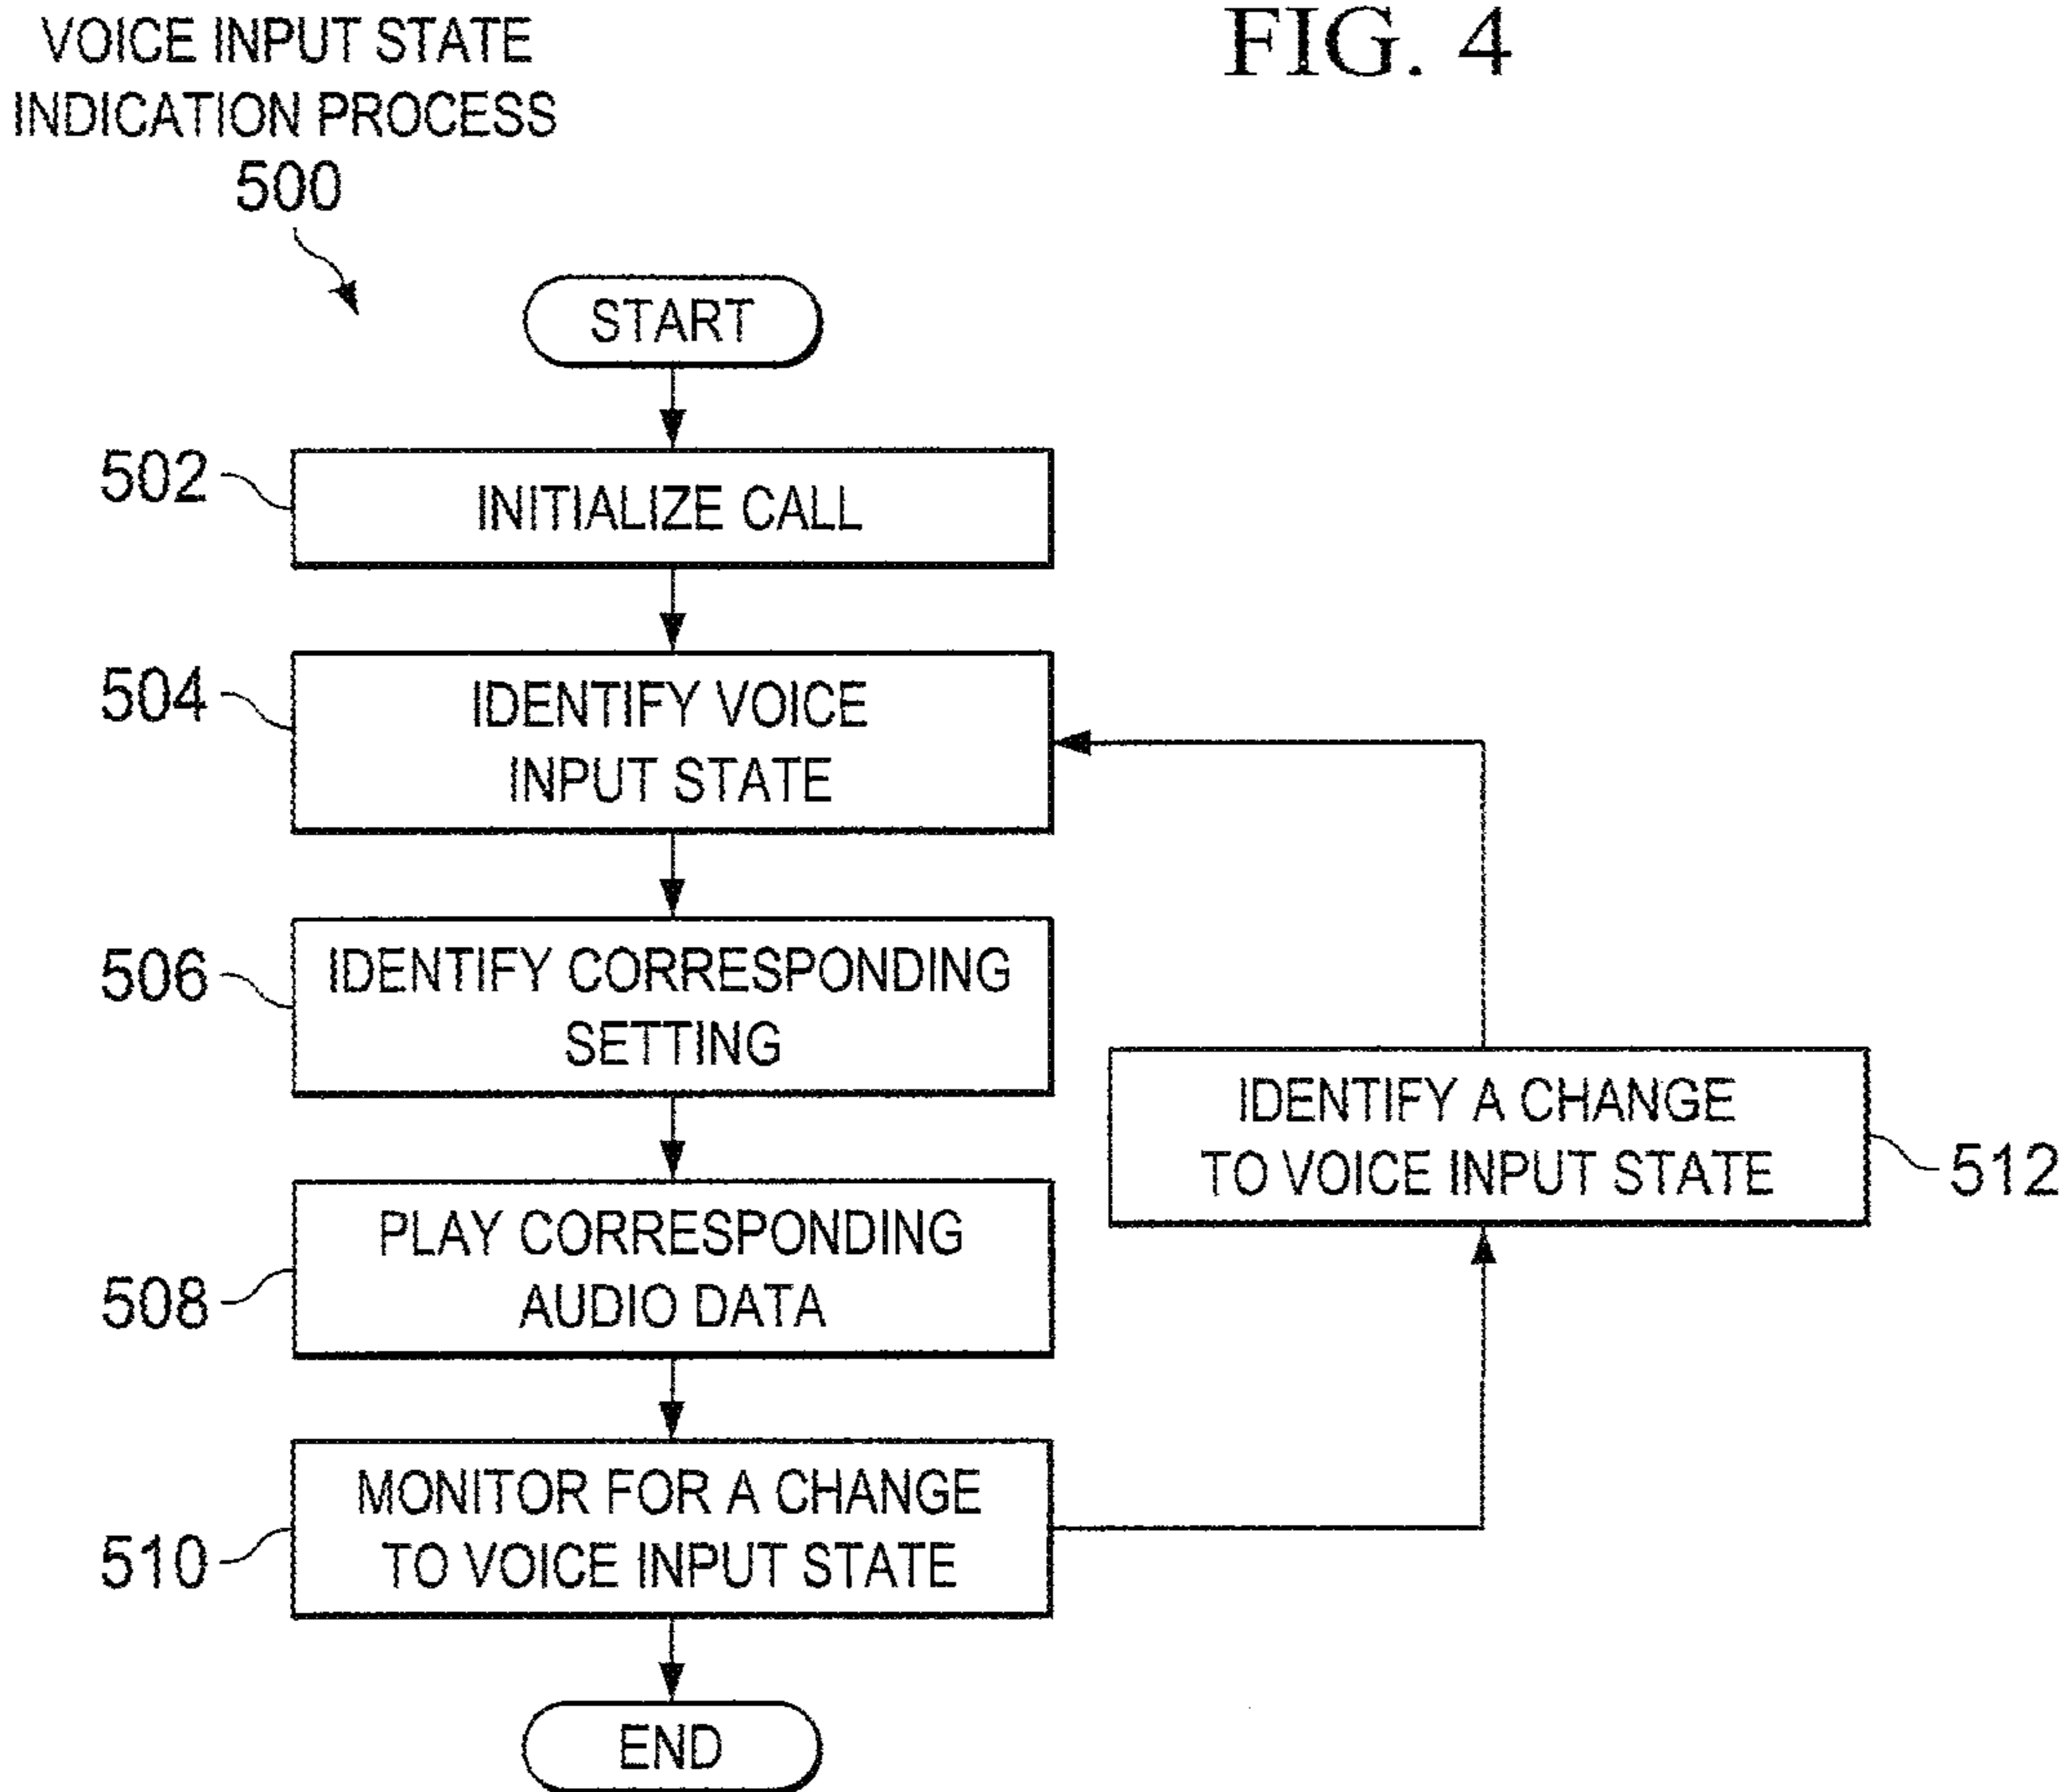 FIG. 4
VOICE INPUT STATE
INDICATION PROCESS
500
START
502
INITIALIZE CALL
504
IDENTIFY VOICE
INPUT STATE
506
IDENTIFY CORRESPONDING
SETTING
508
PLAY CORRESPONDING
AUDIO DATA
510
MONITOR FOR A CHANGE
TO VOICE INPUT STATE
IDENTIFY A CHANGE
TO VOICE INPUT STATE
512
END